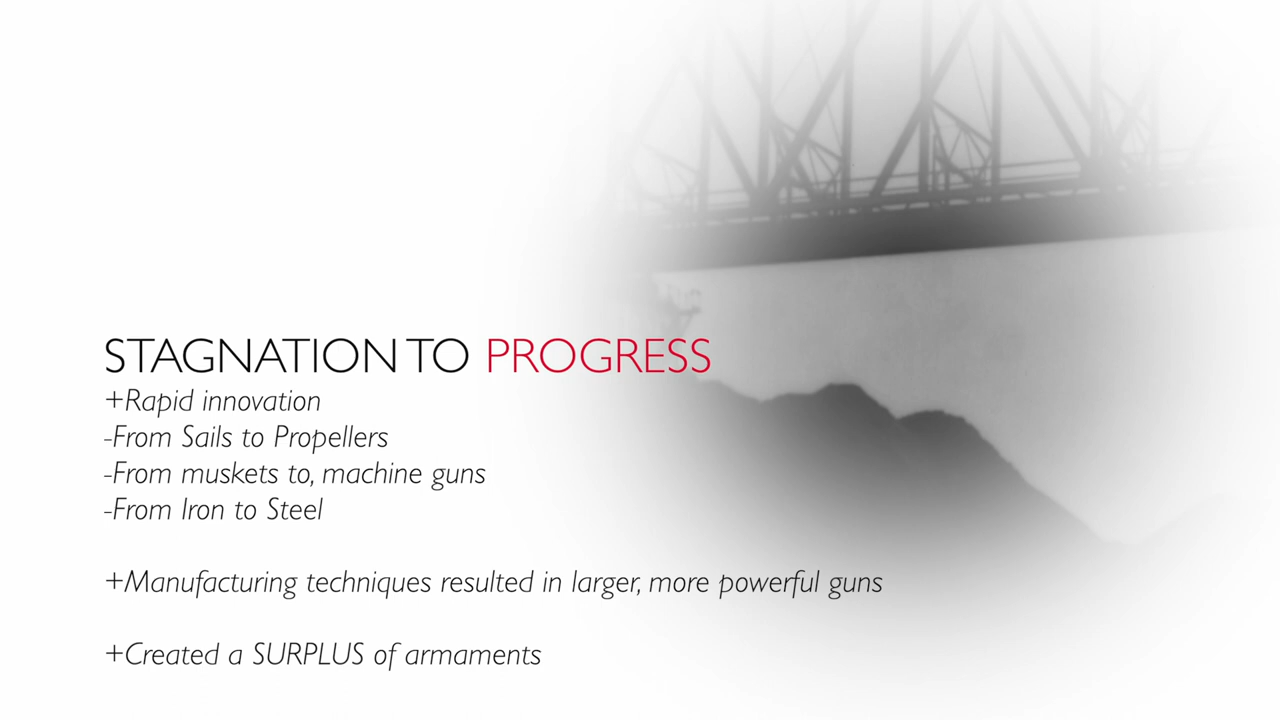 STAGNATION TO PROGRESS
+Rapid innovation
-From Sails to Propellers
-From muskets to, machine guns
-From Iron to Steel
+Manufacturing techniques resulted in larger, more powerful guns
+Created a SURPLUS of armaments